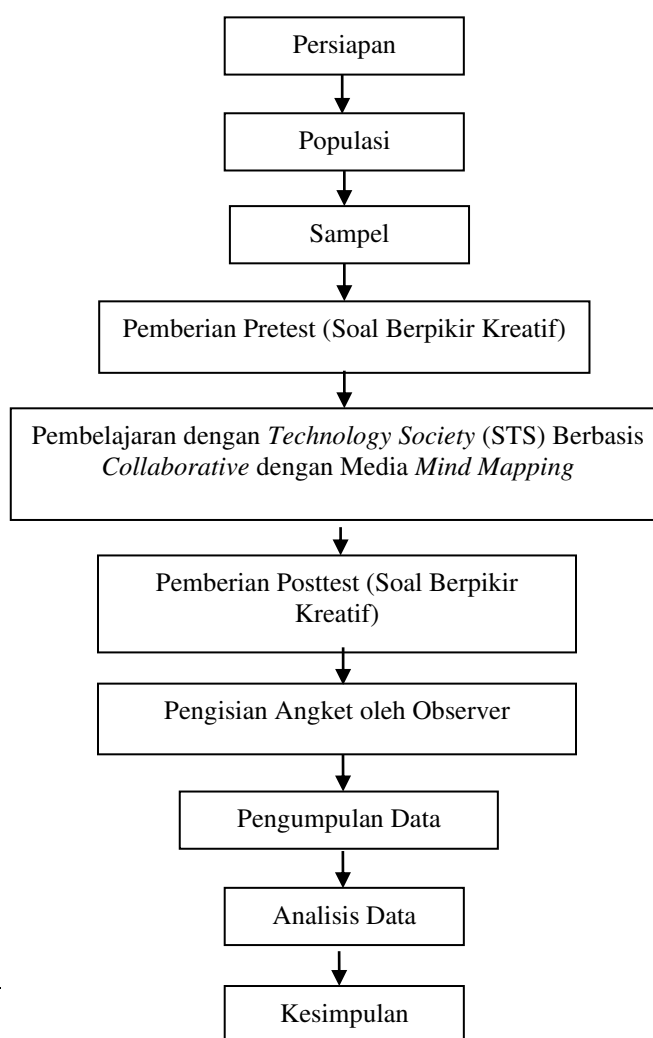 Persiapan
Populasi
Sampel
Pemberian Pretest (Soal Berpikir Kreatif)
Pembelajaran dengan Technology Society (STS) Berbasis
Collaborative dengan Media Mind Mapping
Pemberian Posttest (Soal Berpikir
Kreatif)
Pengisian Angket oleh Observer
Pengumpulan Data
Analisis Data
Kesimpulan